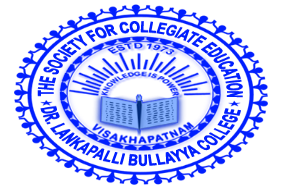 THE SOCIETY FOR COLLEGIATE EDUCATION
ESTD 1973
KNOWLEDGE IS POWER
VISAKHAPATNAM
DR. LANKAPALLI BULLAYYA COLLEGE